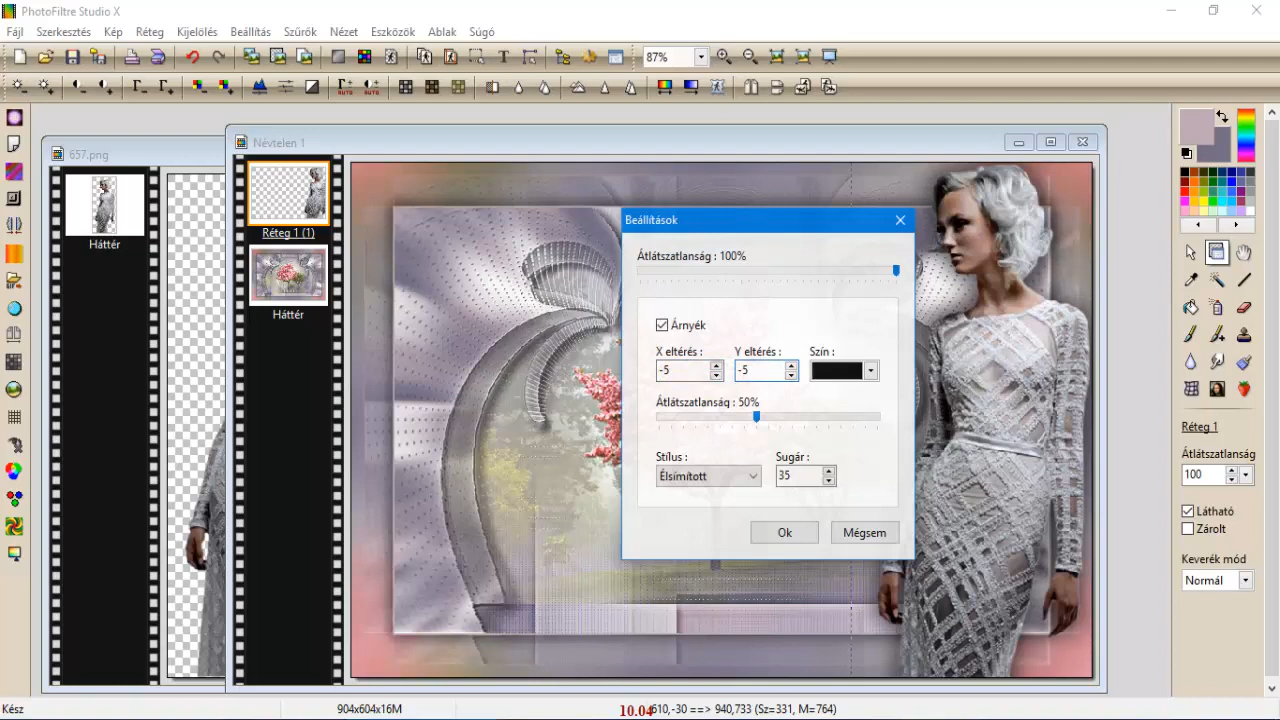 PhotoFiltre Studio X
Fájl Szerkesztés Kép Réteg Kijelölés Beállítás Szűrők Nézet Eszközök Ablak Súgó
87%
657.png
Háttér
Névtelen 1
Réteg 1 (1)
Háttér
Beállítások
Átlátszatlanság : 100%
Árnyék
X eltérés : Y eltérés : Szín :
-5 -5
Átlátszatlanság : 50%
Stílus : Sugár :
Élsímított 35
Ok Mégsem
Réteg 1
Átlátszatlanság
100
Látható
Zárolt
Keverék mód
Normál
Kész 904x604x16M 10.04 610,-30 ==> 940,733 (Sz=331, M=764)